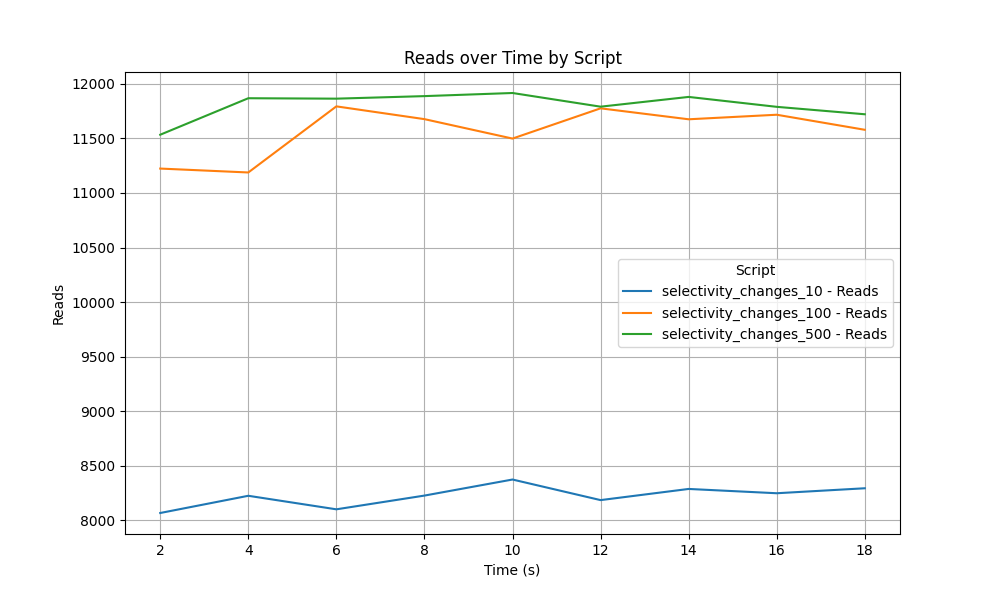 Reads over Time by Script
12000
11500
11000
10500
10000
9500
9000
8500
8000
Reads
Script
selectivity_changes_10 - Reads
selectivity_changes_100 - Reads
selectivity_changes_500 - Reads
2 4 6 8 10 12 14 16 18
Time (s)